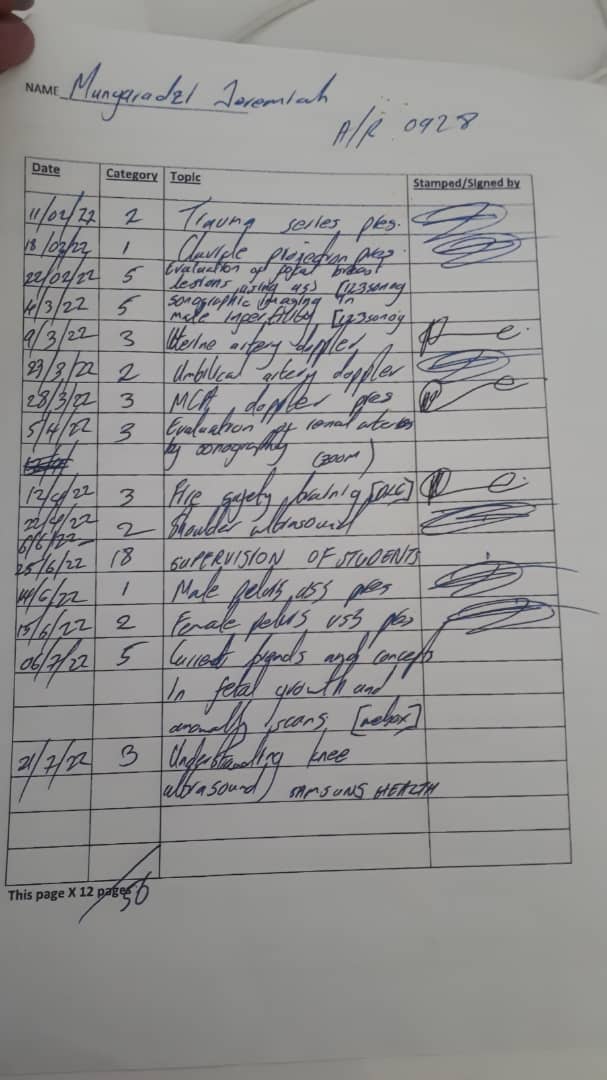 NAME Munyaradzi Jeremiah
A/R 0928
Date Category Topic Stamped/Signed by
11/02/22 2 Trauma series pres.
18/02/22 1 Clavicle projection pres.
22/02/22 5 Evaluation of focal breast
lesions using uss [123sonog
4/3/22 5 sonographic imaging in
male infertility [123sonog
9/3/22 3 Uterine artery doppler
23/3/22 2 Umbilical artery doppler
28/3/22 3 MCA doppler pres
5/4/22 3 Evaluation of renal arteries
by sonography (ZOOM)
12/4/22 3 Fire safety training
22/4/22 2 Shoulder ultrasound
6/6/22-
25/6/22 18 SUPERVISION OF STUDENTS
14/6/22 1 Male pelvis uss pres
15/6/22 2 Female pelvis uss pres
06/7/22 5 Current trends and concepts
In fetal growth and
anomally scans
21/7/22 3 Understanding knee
ultrasound) SAMSUNG HEALTH
This page X 12 pages 56